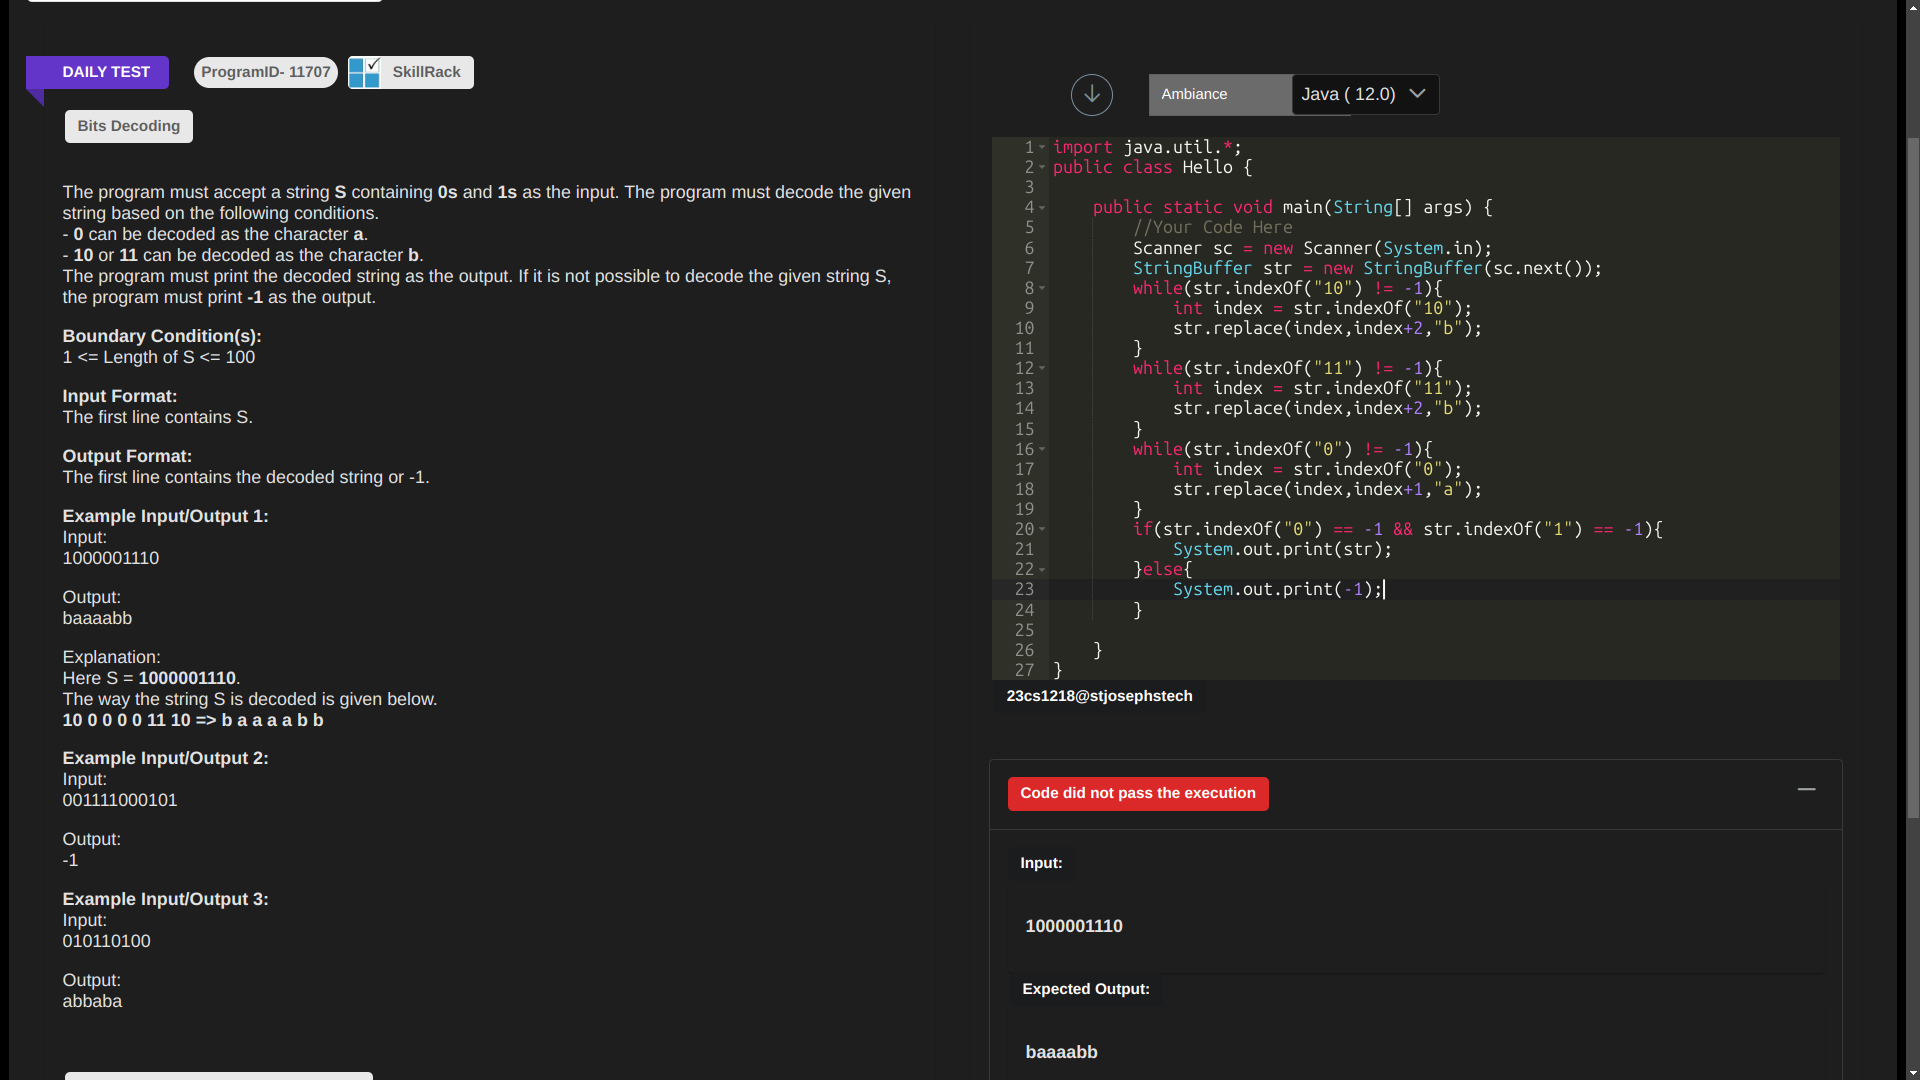 DAILY TEST
ProgramID- 11707
SkillRack
Bits Decoding
The program must accept a string S containing 0s and 1s as the input. The program must decode the given
string based on the following conditions.
- 0 can be decoded as the character a.
- 10 or 11 can be decoded as the character b.
The program must print the decoded string as the output. If it is not possible to decode the given string S,
the program must print -1 as the output.
Boundary Condition(s):
1 <= Length of S <= 100
Input Format:
The first line contains S.
Output Format:
The first line contains the decoded string or -1.
Example Input/Output 1:
Input:
1000001110
Output:
baaaabb
Explanation:
Here S = 1000001110.
The way the string S is decoded is given below.
10 0 0 0 0 11 10 => b a a a a b b
Example Input/Output 2:
Input:
001111000101
Output:
-1
Example Input/Output 3:
Input:
010110100
Output:
abbaba
Ambiance
Java ( 12.0)
1 import java.util.*;
2 public class Hello {
3
4     public static void main(String[] args) {
5         //Your Code Here
6         Scanner sc = new Scanner(System.in);
7         StringBuffer str = new StringBuffer(sc.next());
8         while(str.indexOf("10") != -1){
9             int index = str.indexOf("10");
10             str.replace(index,index+2,"b");
11         }
12         while(str.indexOf("11") != -1){
13             int index = str.indexOf("11");
14             str.replace(index,index+2,"b");
15         }
16         while(str.indexOf("0") != -1){
17             int index = str.indexOf("0");
18             str.replace(index,index+1,"a");
19         }
20         if(str.indexOf("0") == -1 && str.indexOf("1") == -1){
21             System.out.print(str);
22         }else{
23             System.out.print(-1);
24         }
25
26     }
27 }
23cs1218@stjosephstech
Code did not pass the execution
Input:
1000001110
Expected Output:
baaaabb